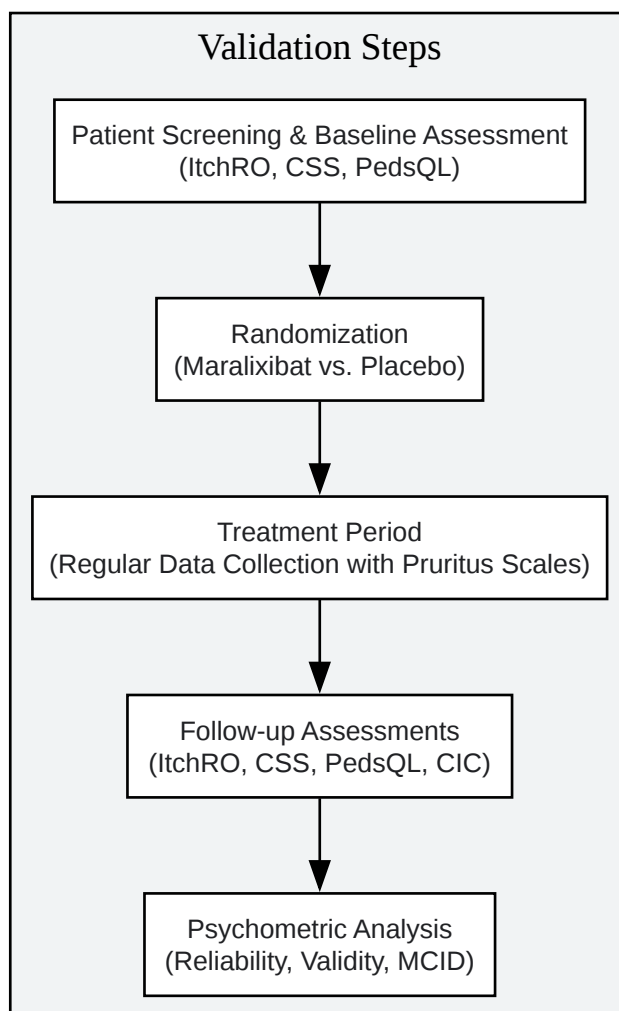 Validation Steps
Patient Screening & Baseline Assessment
(ItchRO, CSS, PedsQL)
Randomization
(Maralixibat vs. Placebo)
Treatment Period
(Regular Data Collection with Pruritus Scales)
Follow-up Assessments
(ItchRO, CSS, PedsQL, CIC)
Psychometric Analysis
(Reliability, Validity, MCID)